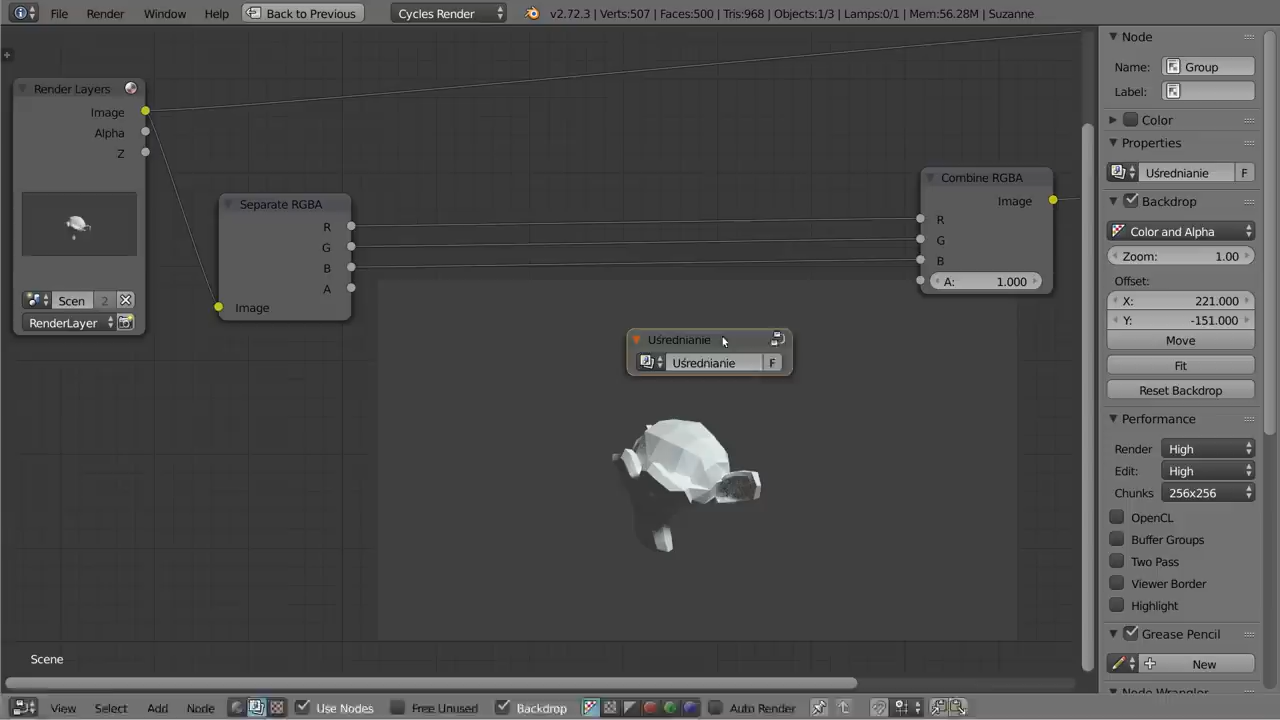 File Render Window Help Back to Previous Cycles Render v2.72.3 | Verts:507 | Faces:500 | Tris:968 | Objects:1/3 | Lamps:0/1 | Mem:56.28M | Suzanne
Render Layers
Image
Alpha
Z
Scen 2
RenderLayer
Separate RGBA
R
G
B
A
Image
Uśrednianie
Uśrednianie F
Combine RGBA
Image
R
G
B
A: 1.000
Scene
Node
Name: Group
Label:
Color
Properties
Uśrednianie F
Backdrop
Color and Alpha
Zoom: 1.00
Offset:
X: 221.000
Y: -151.000
Move
Fit
Reset Backdrop
Performance
Render High
Edit: High
Chunks 256x256
OpenCL
Buffer Groups
Two Pass
Viewer Border
Highlight
Grease Pencil
New
Node Wrangler
View Select Add Node Use Nodes Free Unused Backdrop Auto Render